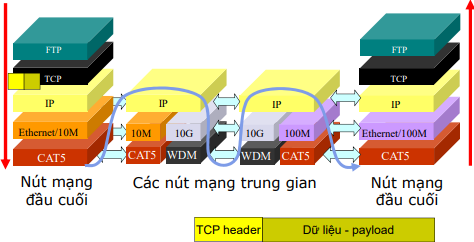 FTP
TCP
IP
Ethernet/10M
CAT5
IP
10M
10G
CAT5
WDM
IP
10G
100M
WDM
CAT5
FTP
TCP
IP
Ethernet/100M
CAT5
Nút mạng
đầu cuối
Các nút mạng trung gian
Nút mạng
đầu cuối
TCP header
Dữ liệu - payload